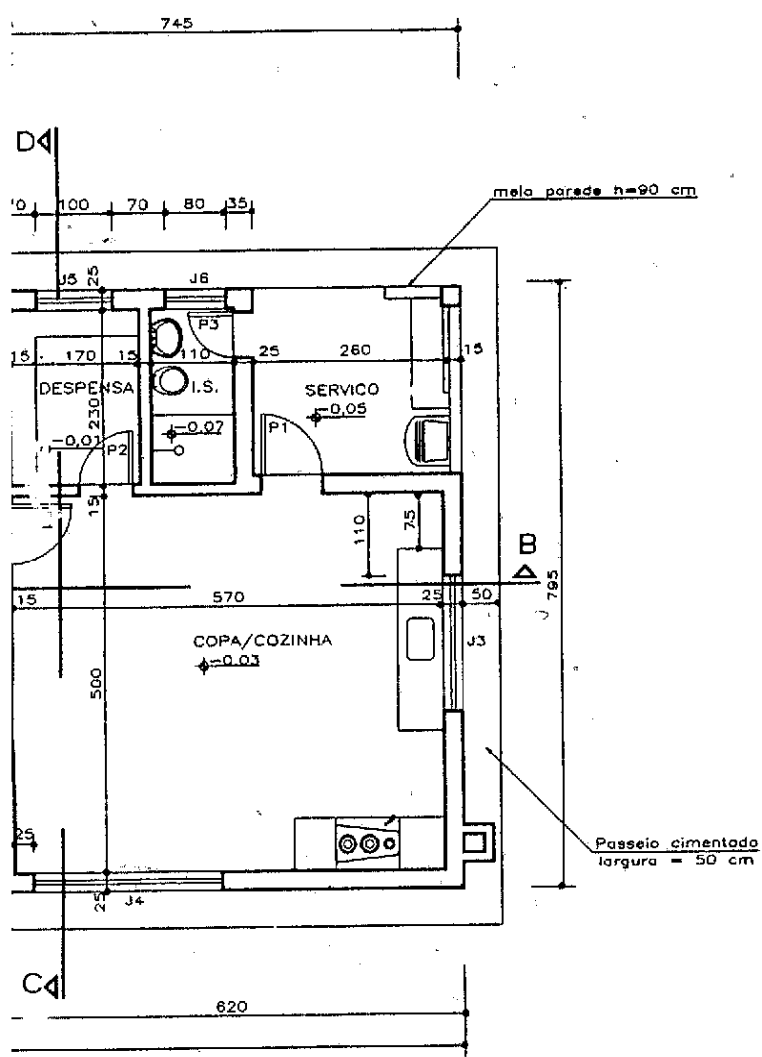 745
D
meia parede h=90 cm
100 70 80 35
J5 25 J6
P3
15 170 15 110 25 260 15
DESPENSA I.S. SERVICO
230 -0,05
-0,07 P1
-0,01 P2
15
110 75
B
15 570 25 50 795
COPA/COZINHA J3
-0,03
500
25
Passeio cimentado
largura = 50 cm
25 J4
C
620